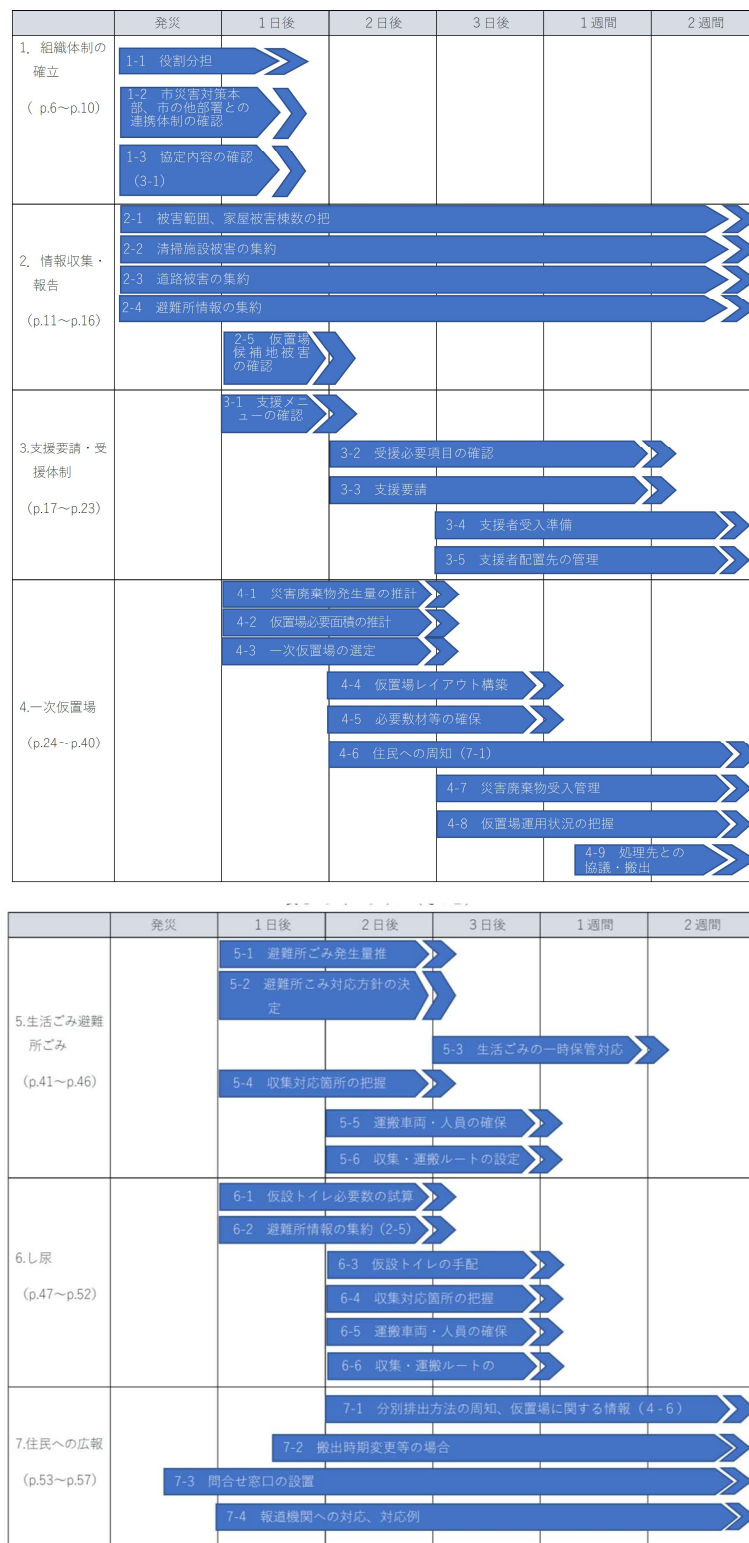 発災 1日後 2日後 3日後 1週間 2週間
1. 組織体制の
確立
( p.6～p.10)
1-1 役割分担
1-2 市災害対策本
部、市の他部署との
連携体制の確認
1-3 協定内容の確認
(3-1)
2. 情報収集・
報告
(p.11～p.16)
2-1 被害範囲、家屋被害棟数の把
2-2 清掃施設被害の集約
2-3 道路被害の集約
2-4 避難所情報の集約
2-5 仮置場
候補地被害
の確認
3.支援要請・受
援体制
(p.17～p.23)
3-1 支援メニ
ューの確認
3-2 受援必要項目の確認
3-3 支援要請
3-4 支援者受入準備
3-5 支援者配置先の管理
4.一次仮置場
(p.24--p.40)
4-1 災害廃棄物発生量の推計
4-2 仮置場必要面積の推計
4-3 一次仮置場の選定
4-4 仮置場レイアウト構築
4-5 必要敷材等の確保
4-6 住民への周知 (7-1)
4-7 災害廃棄物受入管理
4-8 仮置場運用状況の把握
4-9 処理先との
協議・搬出
発災 1日後 2日後 3日後 1週間 2週間
5.生活ごみ避難
所ごみ
(p.41～p.46)
5-1 避難所ごみ発生量推
5-2 避難所こみ対応方針の決
定
5-3 生活ごみの一時保管対応
5-4 収集対応箇所の把握
5-5 運搬車両・人員の確保
5-6 収集・運搬ルートの設定
6.し尿
(p.47～p.52)
6-1 仮設トイレ必要数の試算
6-2 避難所情報の集約 (2-5)
6-3 仮設トイレの手配
6-4 収集対応箇所の把握
6-5 運搬車両・人員の確保
6-6 収集・運搬ルートの
7.住民への広報
(p.53～p.57)
7-1 分別排出方法の周知、仮置場に関する情報 (4-6)
7-2 搬出時期変更等の場合
7-3 問合せ窓口の設置
7-4 報道機関への対応、対応例